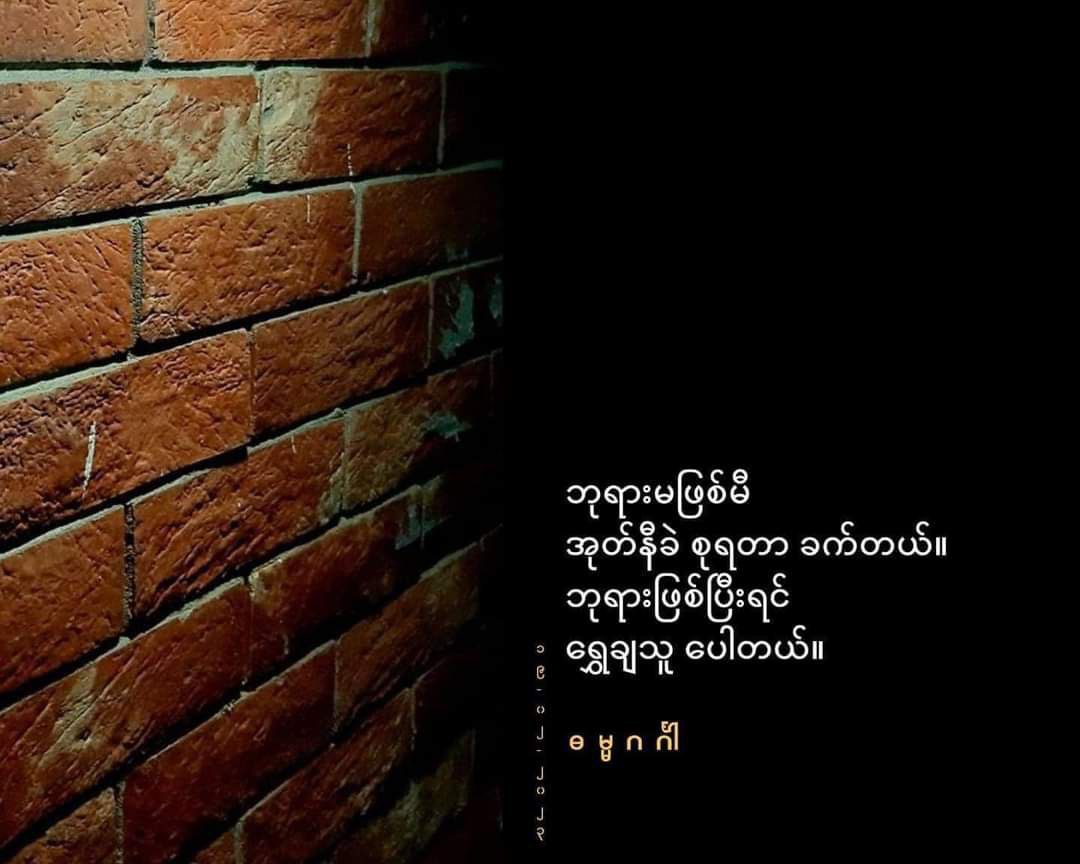 ဘုရားမဖြစ်မီ
အုတ်နီခဲ စုရတာ ခက်တယ်။
ဘုရားဖြစ်ပြီးရင်
ရွှေချသူ ပေါတယ်။
ဓ မ္မ ဂ င်္ဂါ
၁၉-၀၂-၂၀၂၃